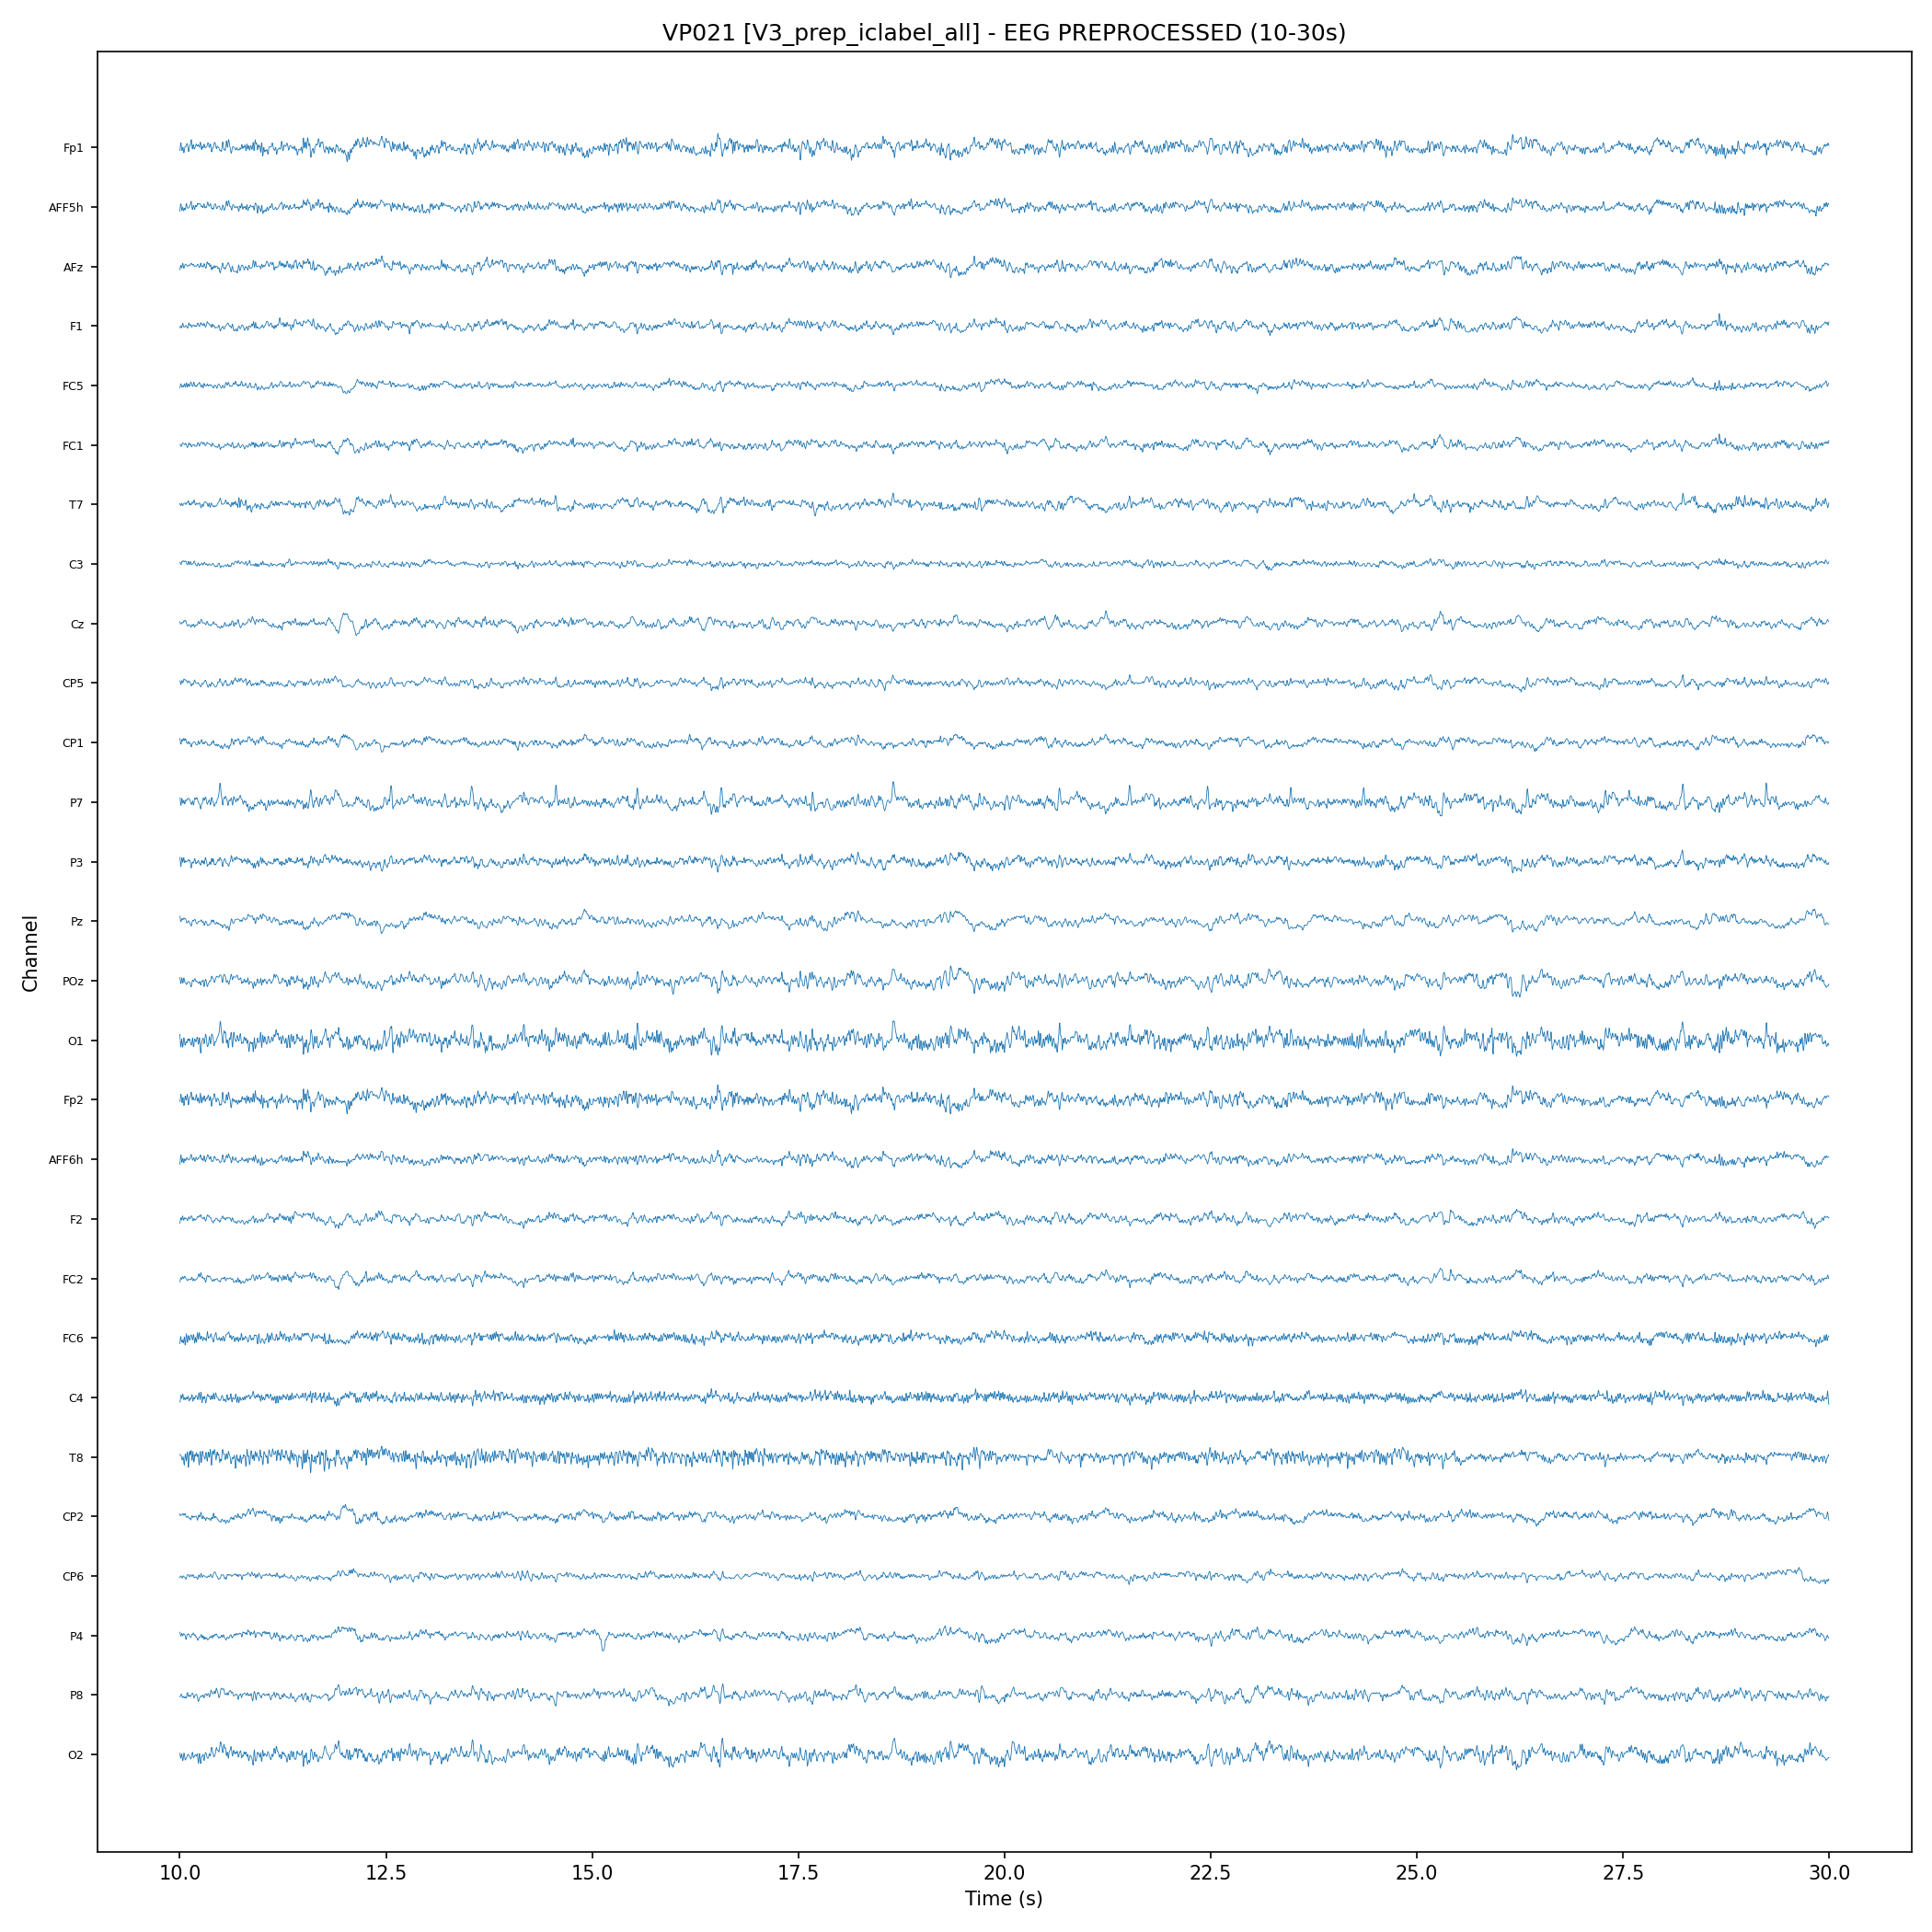 VP021 [V3_prep_iclabel_all] - EEG PREPROCESSED (10-30s)
Fp1
AFF5h
AFz
F1
FC5
FC1
T7
C3
Cz
CP5
CP1
P7
P3
Pz
POz
O1
Fp2
AFF6h
F2
FC2
FC6
C4
T8
CP2
CP6
P4
P8
O2
Channel
10.0 12.5 15.0 17.5 20.0 22.5 25.0 27.5 30.0
Time (s)